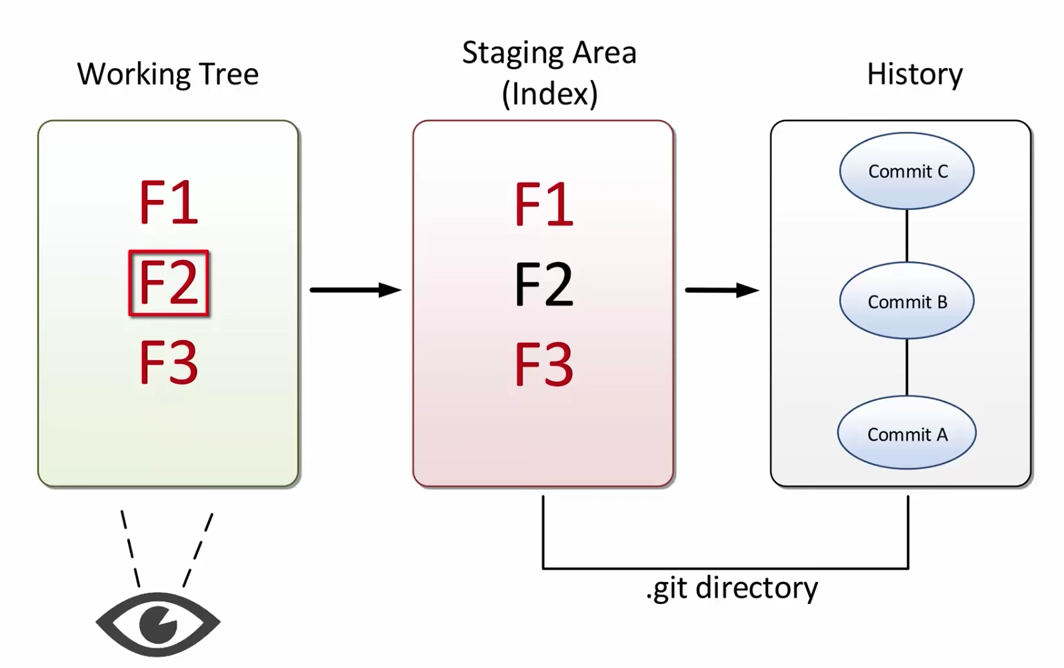 Working Tree
Staging Area
(Index)
History
F1
F2
F3
F1
F2
F3
Commit C
Commit B
Commit A
.git directory